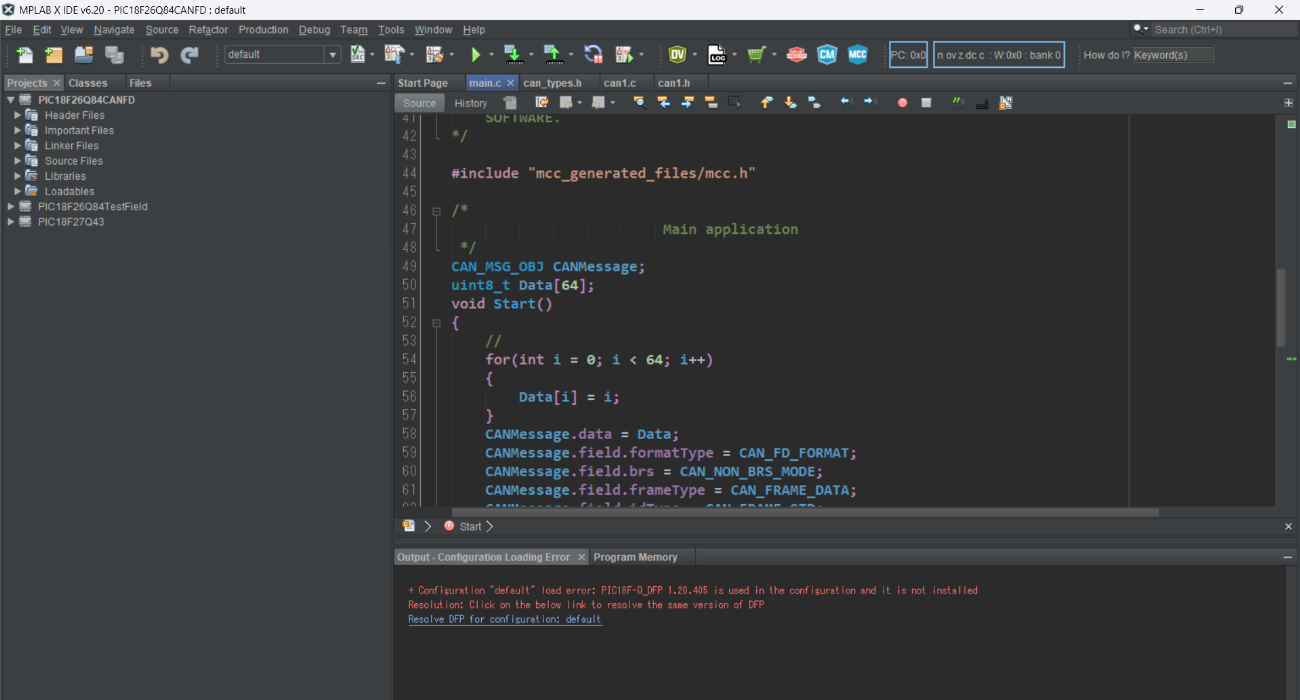 MPLAB X IDE v6.20 - PIC18F26Q84CANFD : default
File Edit View Navigate Source Refactor Production Debug Team Tools Window Help
Search (Ctrl+I)
default
SRC
DV
LOG
CM
MCC
PC: 0x0
n ov z dc c : W:0x0 : bank 0
How do I? Keyword(s)
Projects × Classes Files
PIC18F26Q84CANFD
Header Files
Important Files
Linker Files
Source Files
Libraries
Loadables
PIC18F26Q84TestField
PIC18F27Q43
Start Page main.c × can_types.h can1.c can1.h
Source History
41 SOFTWARE.
42 */
43
44 #include "mcc_generated_files/mcc.h"
45
46 /*
47 Main application
48 */
49 CAN_MSG_OBJ CANMessage;
50 uint8_t Data[64];
51 void Start()
52 {
53 //
54 for(int i = 0; i < 64; i++)
55 {
56 Data[i] = i;
57 }
58 CANMessage.data = Data;
59 CANMessage.field.formatType = CAN_FD_FORMAT;
60 CANMessage.field.brs = CAN_NON_BRS_MODE;
61 CANMessage.field.frameType = CAN_FRAME_DATA;
62 CANMessage.field.idType = CAN_FRAME_STD;
Start
Output - Configuration Loading Error × Program Memory
+ Configuration "default" load error: PIC18F-Q_DFP 1.20.405 is used in the configuration and it is not installed
Resolution: Click on the below link to resolve the same version of DFP
Resolve DFP for configuration: default